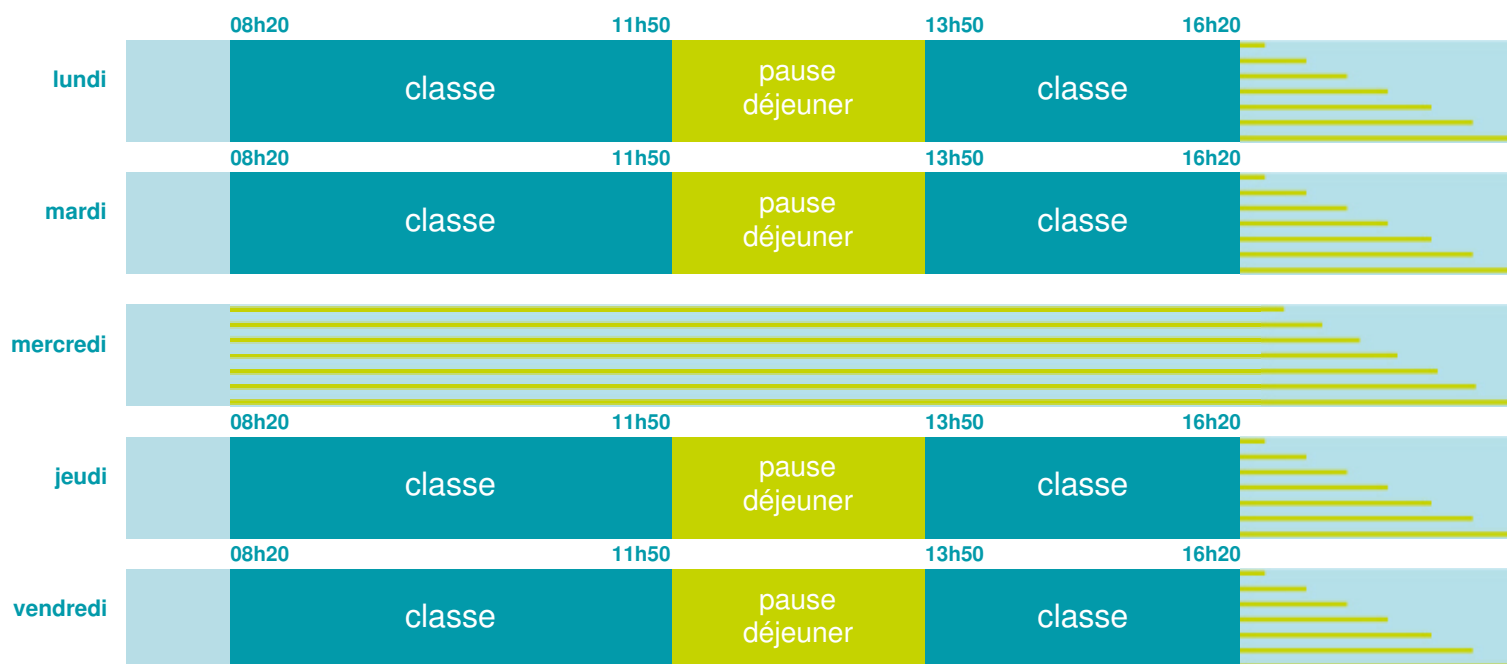 08h20 11h50 13h50 16h20
lundi classe pause déjeuner classe
08h20 11h50 13h50 16h20
mardi classe pause déjeuner classe
mercredi
08h20 11h50 13h50 16h20
jeudi classe pause déjeuner classe
08h20 11h50 13h50 16h20
vendredi classe pause déjeuner classe